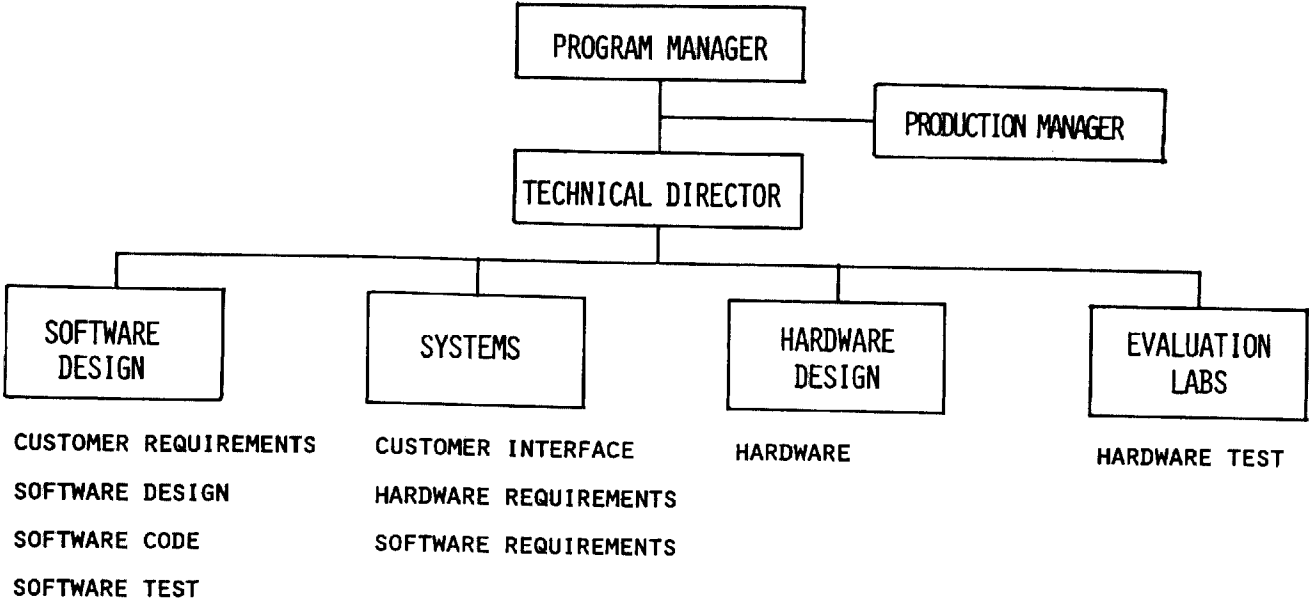 PROGRAM MANAGER
PRODUCTION MANAGER
TECHNICAL DIRECTOR
SOFTWARE
DESIGN
SYSTEMS
HARDWARE
DESIGN
EVALUATION
LABS
CUSTOMER REQUIREMENTS
SOFTWARE DESIGN
SOFTWARE CODE
SOFTWARE TEST
CUSTOMER INTERFACE
HARDWARE REQUIREMENTS
SOFTWARE REQUIREMENTS
HARDWARE
HARDWARE TEST